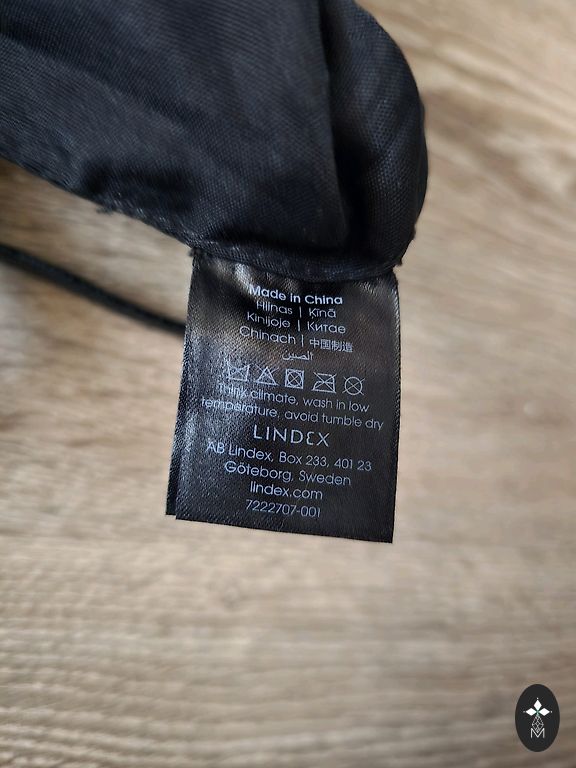 Made in China
Hiinas | Ķīnā
Kinijoje | Китае
Chinach | 中国制造
الصين
Think climate, wash in low
temperature, avoid tumble dry
LINDEX
AB Lindex, Box 233, 401 23
Göteborg, Sweden
lindex.com
7222707-001
M